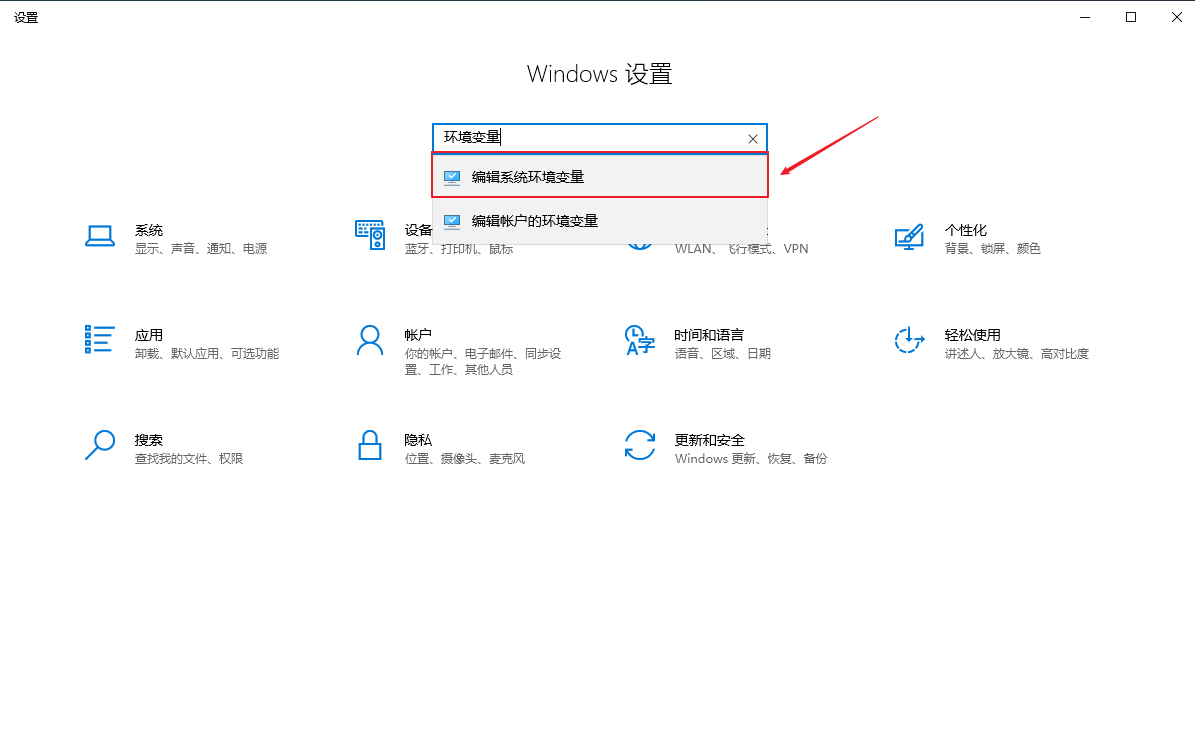 设置
Windows 设置
环境变量
编辑系统环境变量
编辑帐户的环境变量
系统
显示、声音、通知、电源
设备
蓝牙、打印机、鼠标
WLAN、飞行模式、VPN
个性化
背景、锁屏、颜色
应用
卸载、默认应用、可选功能
帐户
你的帐户、电子邮件、同步设
置、工作、其他人员
时间和语言
语音、区域、日期
轻松使用
讲述人、放大镜、高对比度
搜索
查找我的文件、权限
隐私
位置、摄像头、麦克风
更新和安全
Windows 更新、恢复、备份